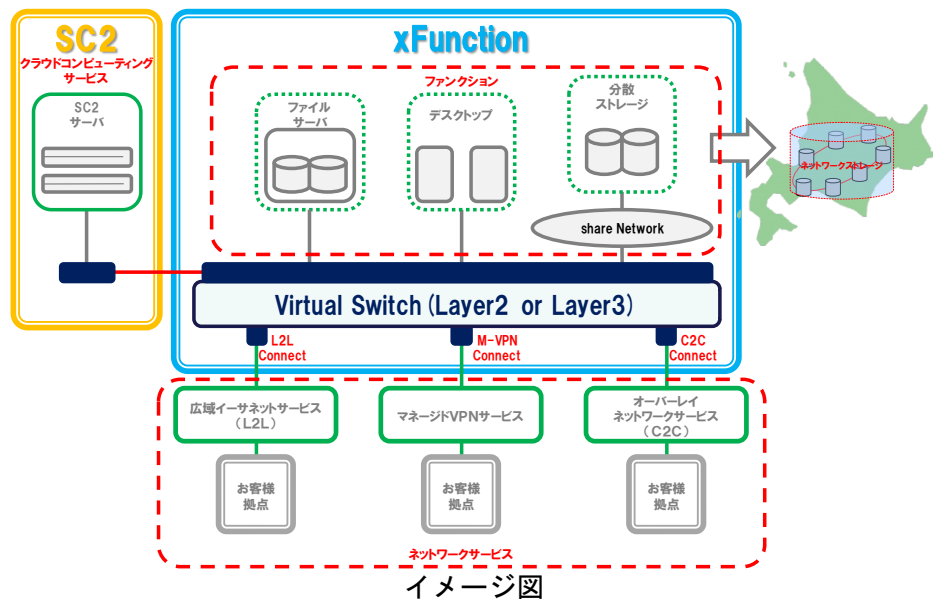 SC2
クラウドコンピューティング
サービス
SC2
サーバ
xFunction
ファンクション
ファイル
サーバ
デスクトップ
分散
ストレージ
share Network
ネットワークストレージ
Virtual Switch(Layer2 or Layer3)
L2L
Connect
M-VPN
Connect
C2C
Connect
広域イーサネットサービス
(L2L)
マネージドVPNサービス
オーバーレイ
ネットワークサービス
(C2C)
お客様
拠点
お客様
拠点
お客様
拠点
ネットワークサービス
イメージ図